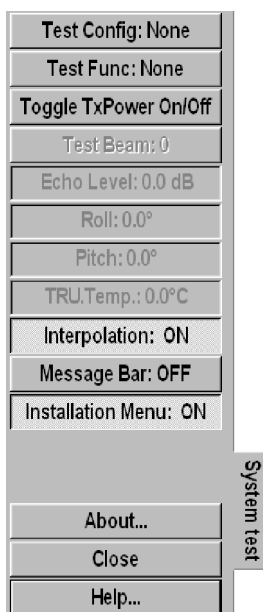 Test Config: None
Test Func: None
Toggle TxPower On/Off
Test Beam: 0
Echo Level: 0.0 dB
Roll: 0.0°
Pitch: 0.0°
TRU.Temp.: 0.0°C
Interpolation: ON
Message Bar: OFF
Installation Menu: ON
System test
About...
Close
Help...